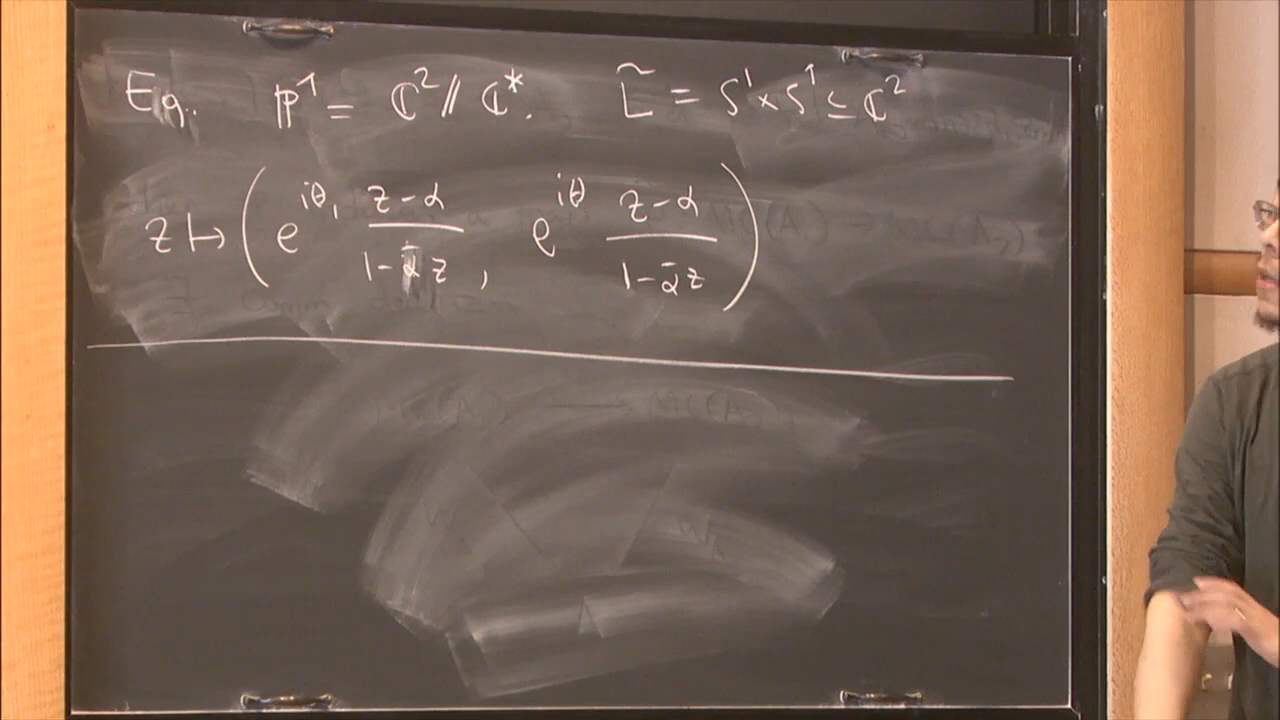 Eg. ℙ¹ = ℂ² // ℂ*. L̃ = S¹ × S¹ ⊆ ℂ²
z ↦ ( e^{iθ₁} (z-α)/(1-ᾱz), e^{iθ} (z-α)/(1-ᾱz) )